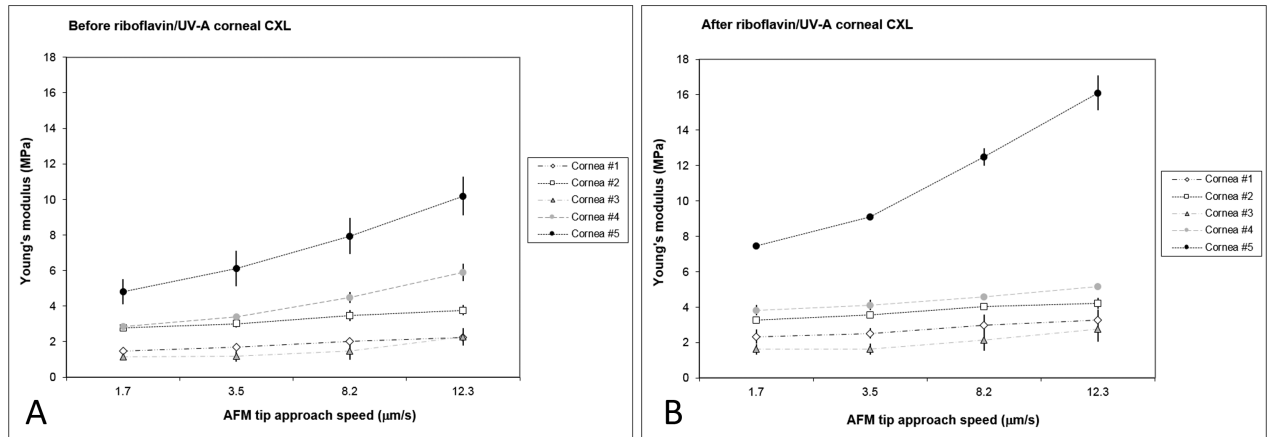 Before riboflavin/UV-A corneal CXL
18
16
14
12
10
8
6
4
2
0
Young's modulus (MPa)
1.7 3.5 8.2 12.3
AFM tip approach speed (μm/s)
Cornea #1
Cornea #2
Cornea #3
Cornea #4
Cornea #5
A
After riboflavin/UV-A corneal CXL
18
16
14
12
10
8
6
4
2
0
Young's modulus (MPa)
1.7 3.5 8.2 12.3
AFM tip approach speed (μm/s)
Cornea #1
Cornea #2
Cornea #3
Cornea #4
Cornea #5
B